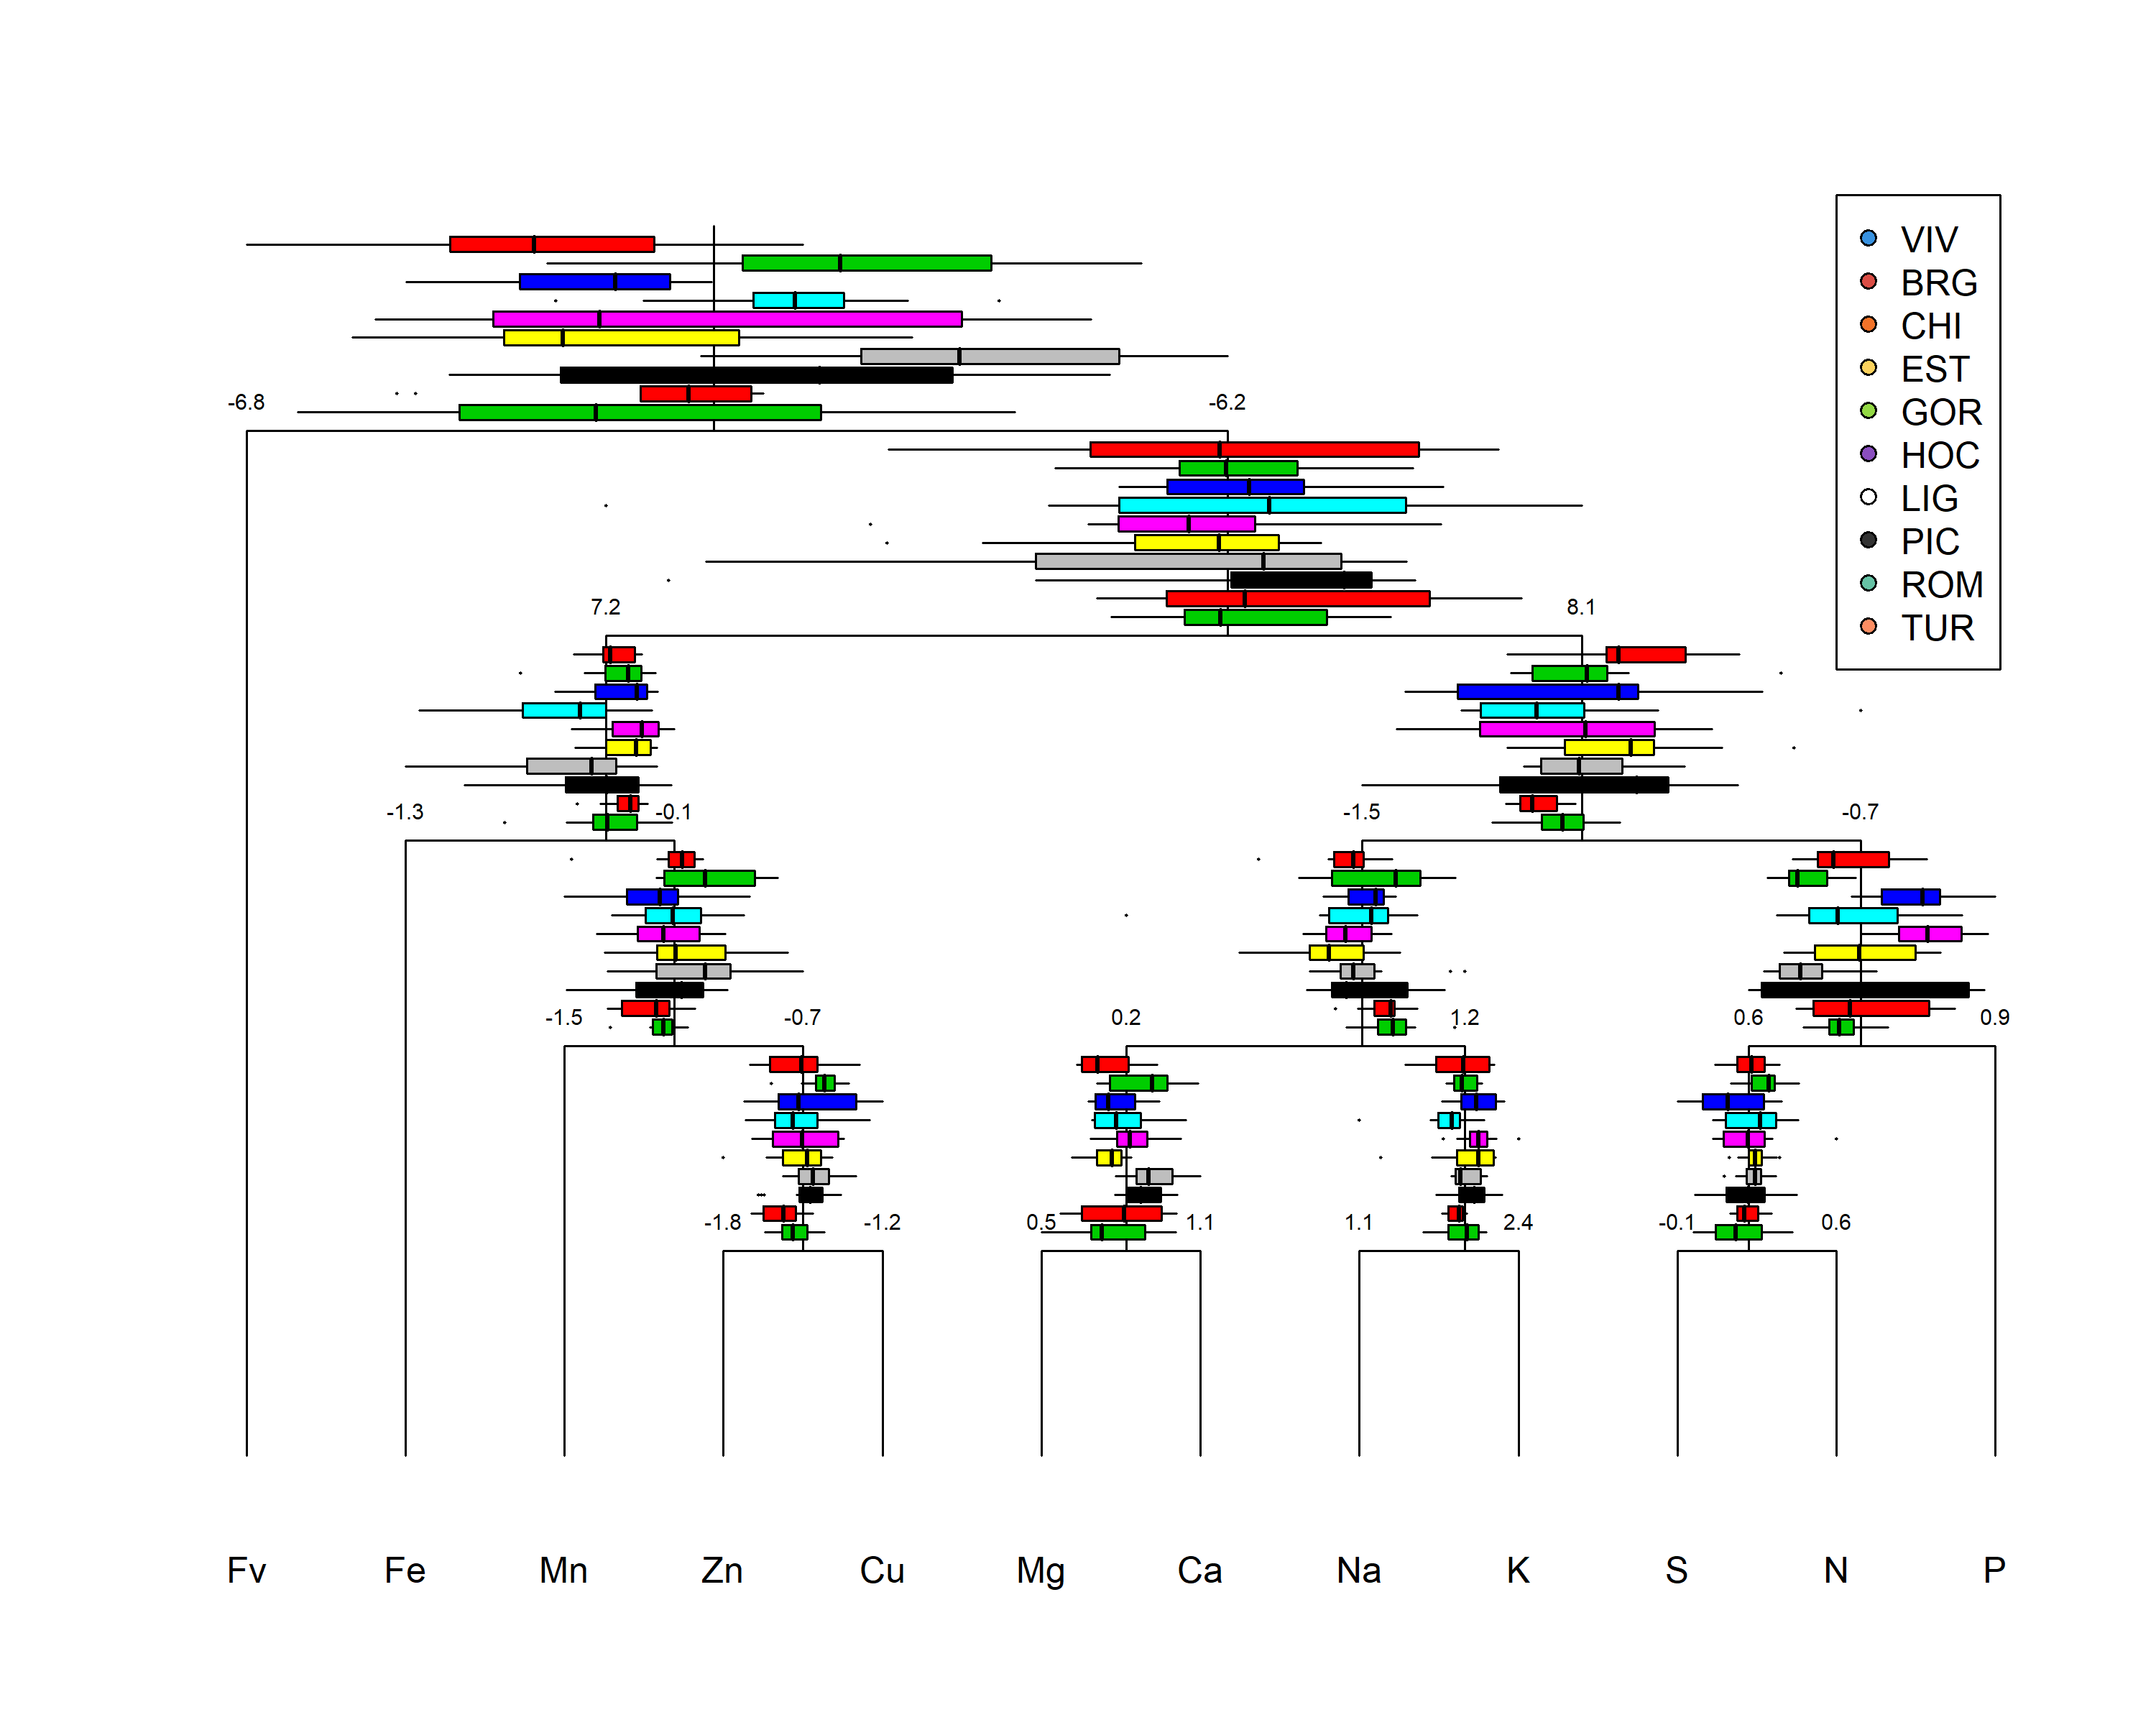 VIV
BRG
CHI
EST
GOR
HOC
LIG
PIC
ROM
TUR
-6.8 -6.2
7.2 8.1
-1.3 -0.1 -1.5 -0.7
-1.5 -0.7 0.2 1.2 0.6 0.9
-1.8 -1.2 0.5 1.1 1.1 2.4 -0.1 0.6
Fv Fe Mn Zn Cu Mg Ca Na K S N P